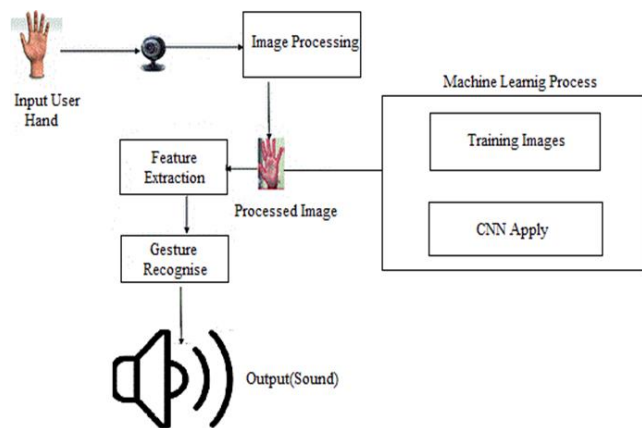 Input User
Hand
Image Processing
Machine Learnig Process
Training Images
CNN Apply
Feature
Extraction
Processed Image
Gesture
Recognise
Output(Sound)